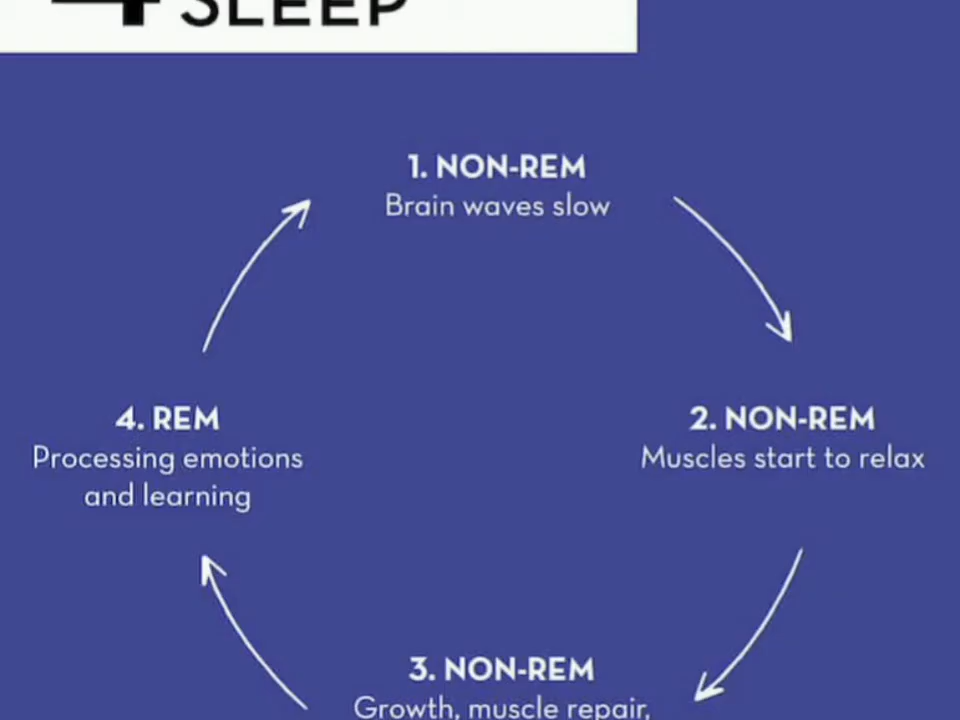 4 SLEEP
1. NON-REM
Brain waves slow
2. NON-REM
Muscles start to relax
3. NON-REM
Growth, muscle repair,
4. REM
Processing emotions
and learning